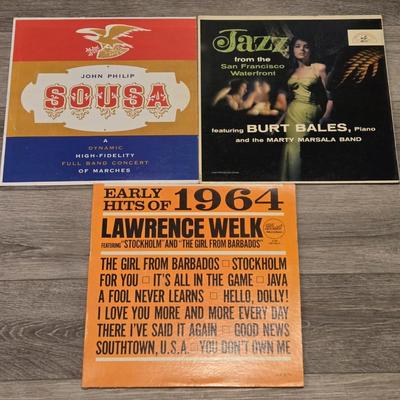 JOHN PHILIP
SOUSA
A
DYNAMIC
HIGH-FIDELITY
FULL BAND CONCERT
OF MARCHES
Jazz
from the
San Francisco
Waterfront
featuring BURT BALES, Piano
and the MARTY MARSALA BAND
EARLY
HITS OF 1964
LAWRENCE WELK
FEATURING "STOCKHOLM" AND "THE GIRL FROM BARBADOS"
THE GIRL FROM BARBADOS □ STOCKHOLM
FOR YOU □ IT'S ALL IN THE GAME □ JAVA
A FOOL NEVER LEARNS □ HELLO, DOLLY!
I LOVE YOU MORE AND MORE EVERY DAY
THERE I'VE SAID IT AGAIN □ GOOD NEWS
SOUTHTOWN, U.S.A. □ YOU DON'T OWN ME